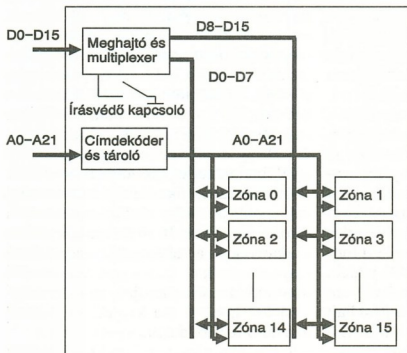 D0–D15
Meghajtó és
multiplexer
D8–D15
D0–D7
Írásvédő kapcsoló
A0–A21
Címdekóder
és tároló
A0–A21
Zóna 0
Zóna 1
Zóna 2
Zóna 3
Zóna 14
Zóna 15